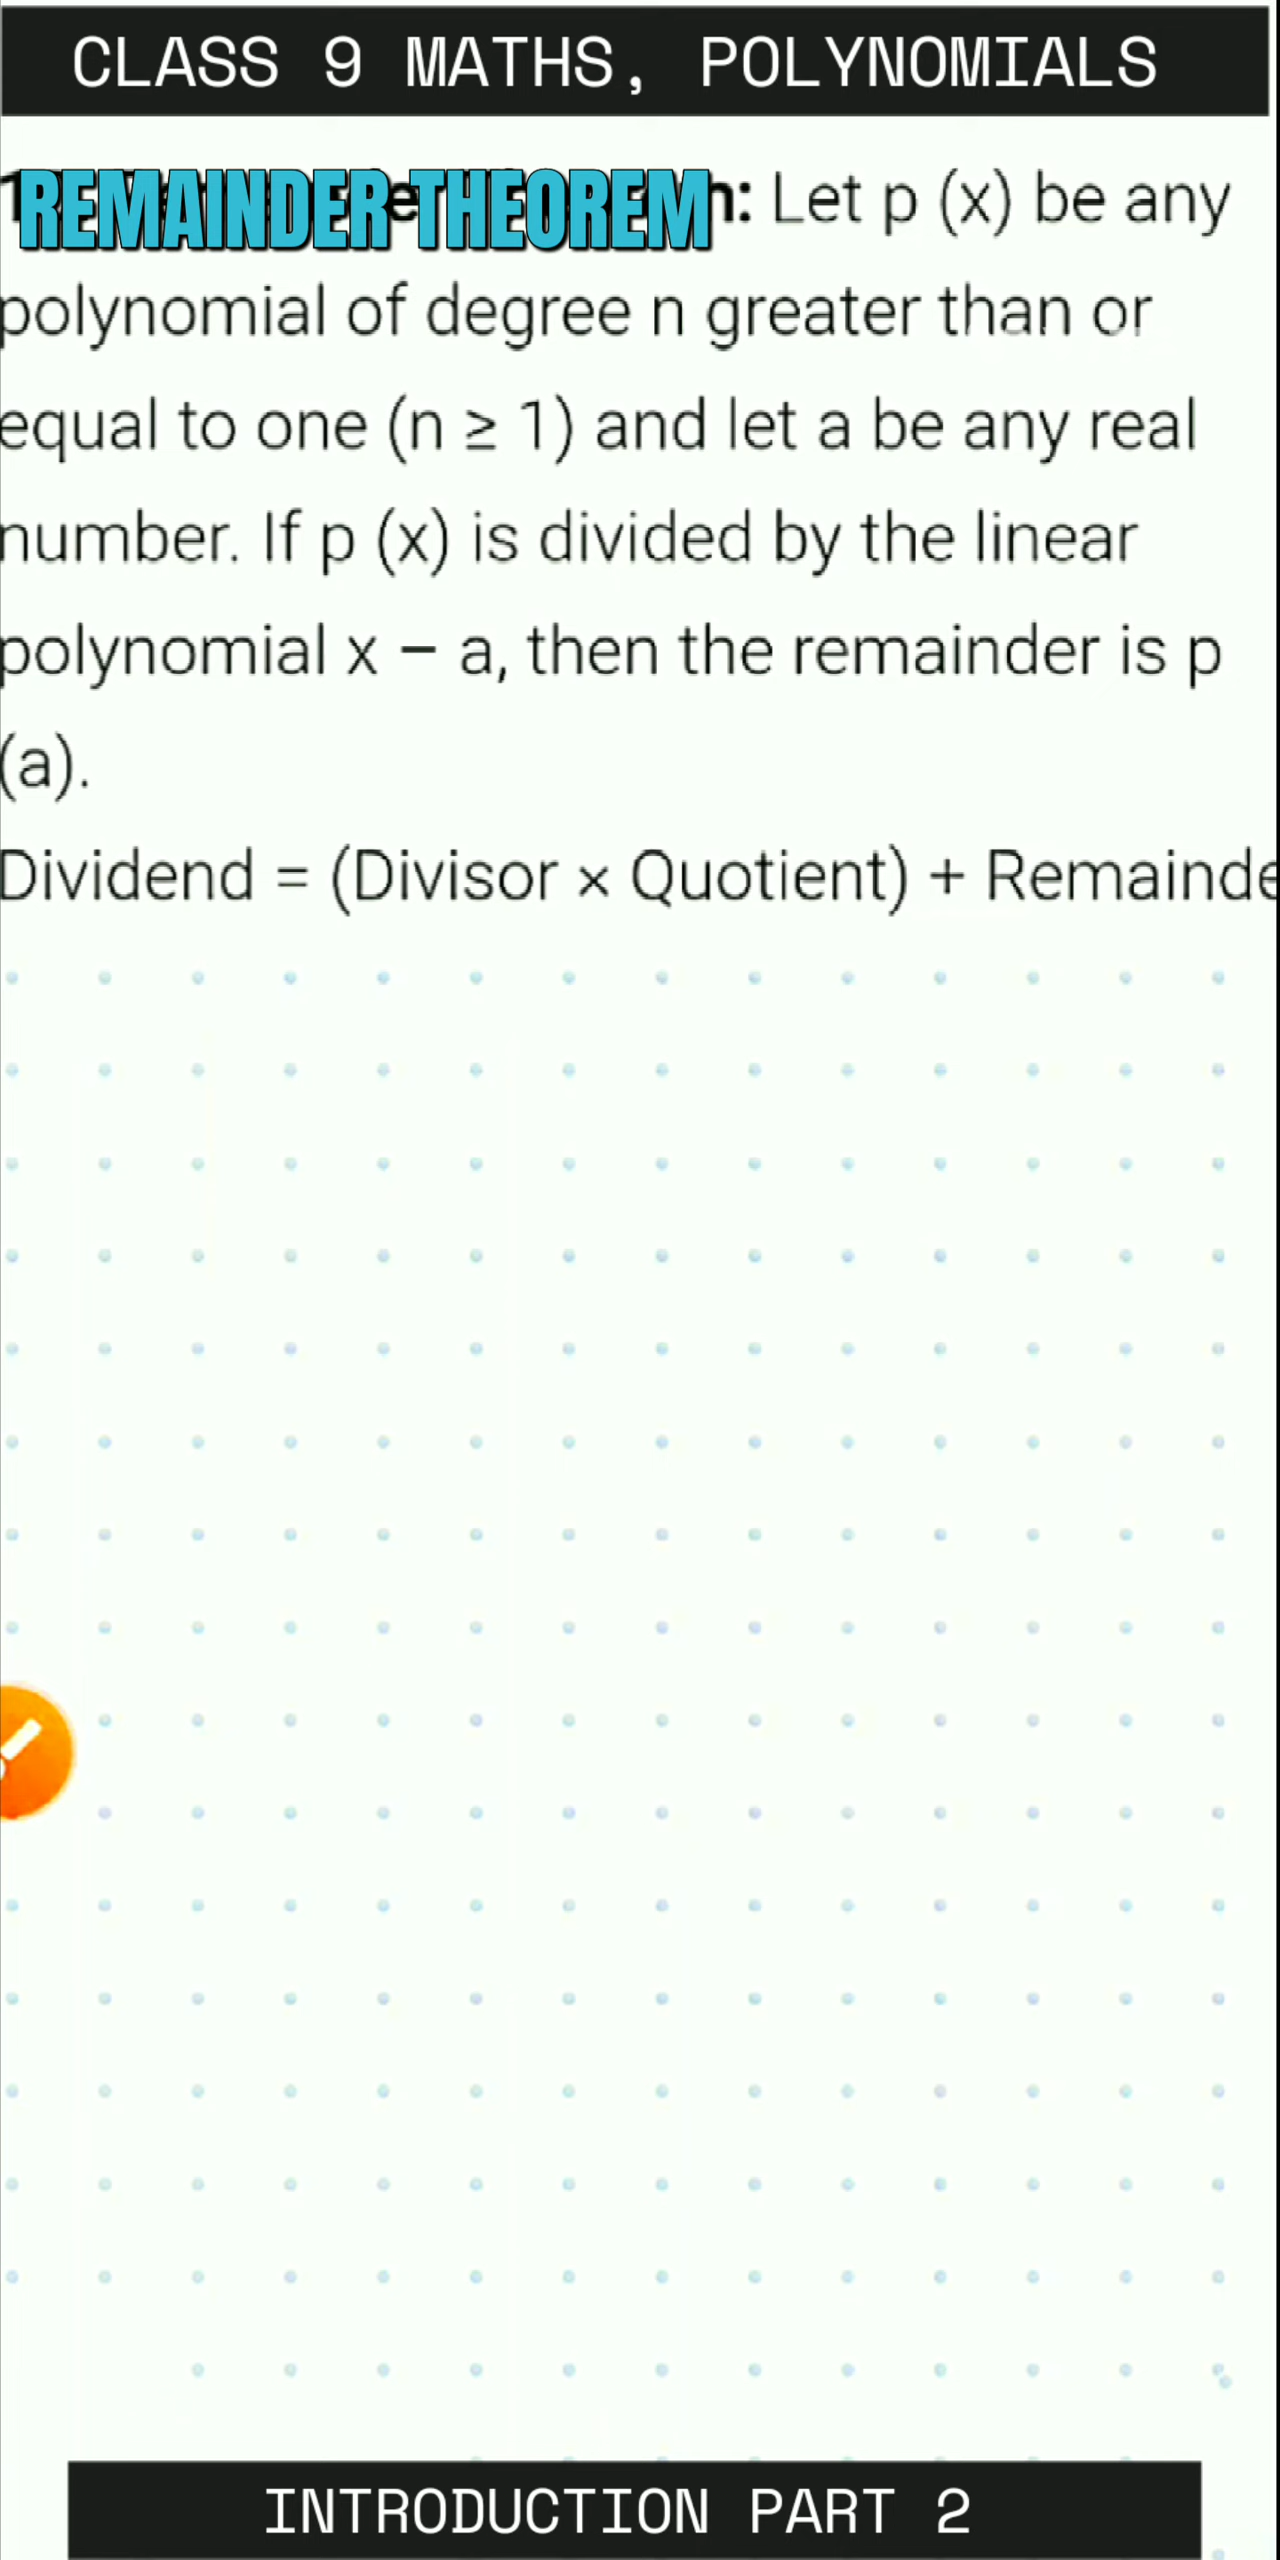 CLASS 9 MATHS, POLYNOMIALS
REMAINDER THEOREM : Let p (x) be any
polynomial of degree n greater than or
equal to one (n ≥ 1) and let a be any real
number. If p (x) is divided by the linear
polynomial x – a, then the remainder is p
(a).
Dividend = (Divisor × Quotient) + Remainde
INTRODUCTION PART 2